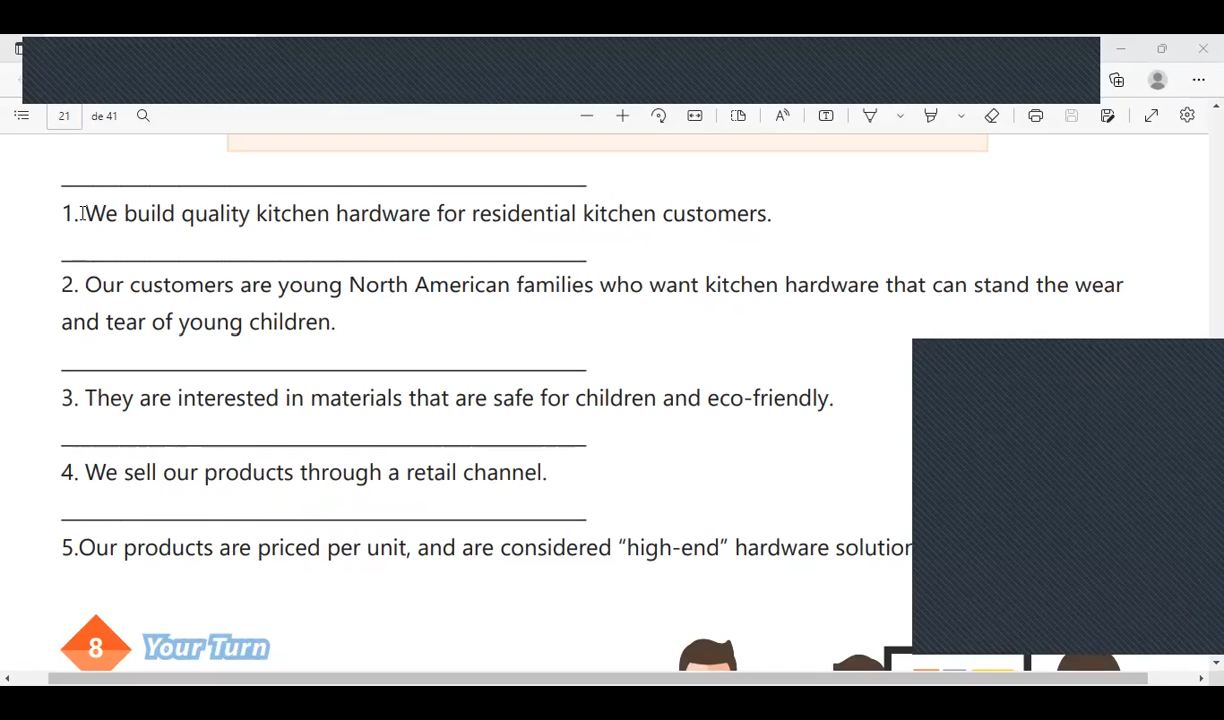 21 de 41
1. We build quality kitchen hardware for residential kitchen customers.
2. Our customers are young North American families who want kitchen hardware that can stand the wear
and tear of young children.
3. They are interested in materials that are safe for children and eco-friendly.
4. We sell our products through a retail channel.
5.Our products are priced per unit, and are considered “high-end” hardware
8 Your Turn